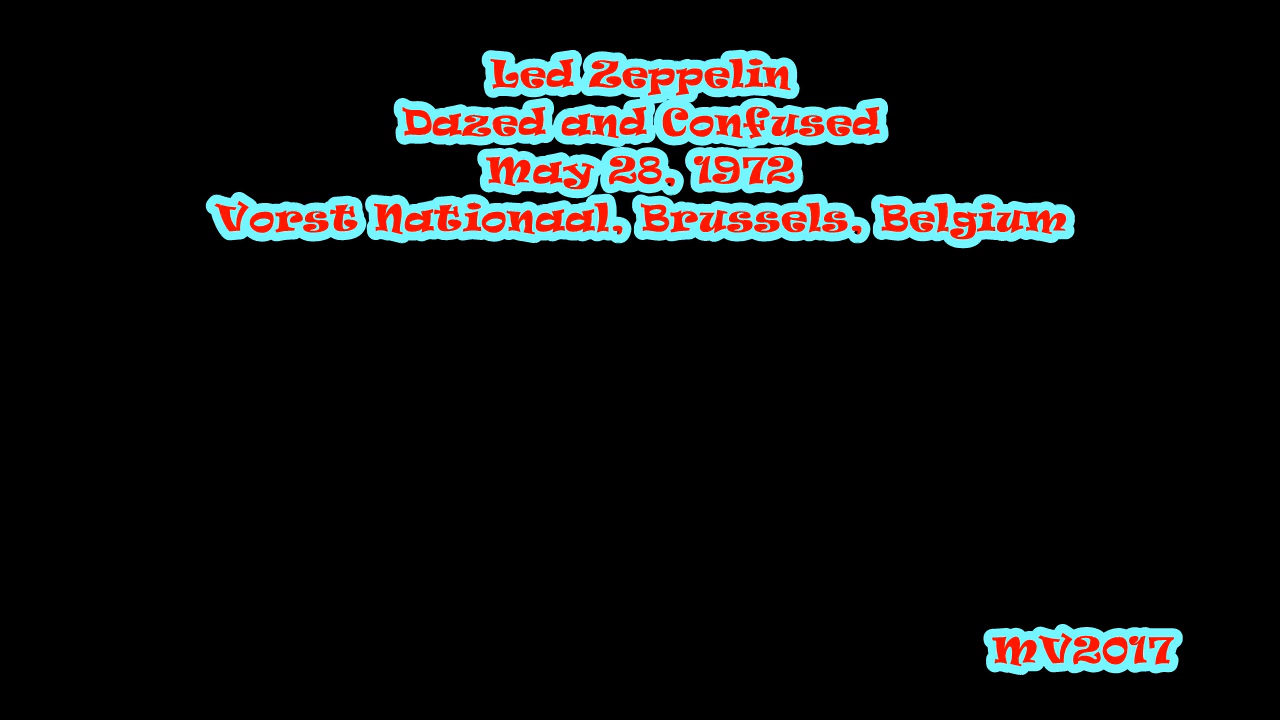 Led Zeppelin
Dazed and Confused
May 28, 1972
Vorst Nationaal, Brussels, Belgium
MV2017